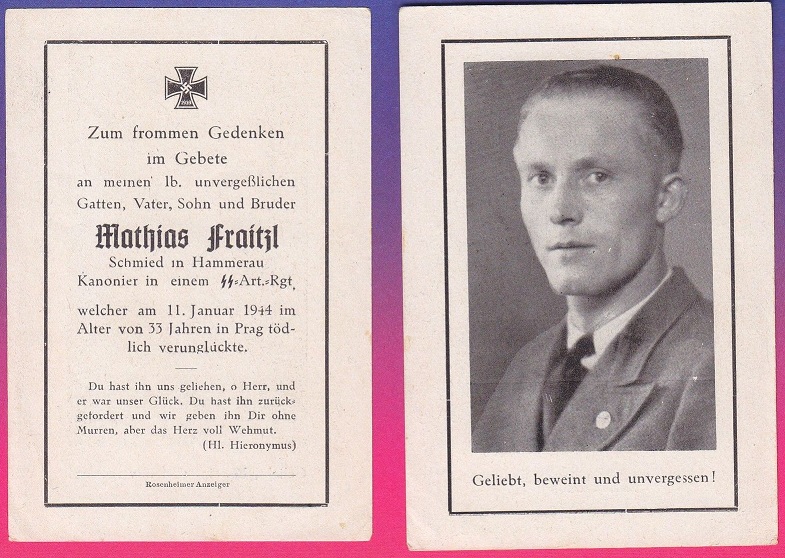 1939
Zum frommen Gedenken
im Gebete
an meinen lb. unvergeßlichen
Gatten, Vater, Sohn und Bruder
Mathias Fraitzl
Schmied in Hammerau
Kanonier in einem ᛋᛋ-Art.-Rgt.
welcher am 11. Januar 1944 im
Alter von 33 Jahren in Prag töd-
lich verunglückte.
Du hast ihn uns geliehen, o Herr, und
er war unser Glück. Du hast ihn zurück-
gefordert und wir geben ihn Dir ohne
Murren, aber das Herz voll Wehmut.
(Hl. Hieronymus)
Rosenheimer Anzeiger
Geliebt, beweint und unvergessen!